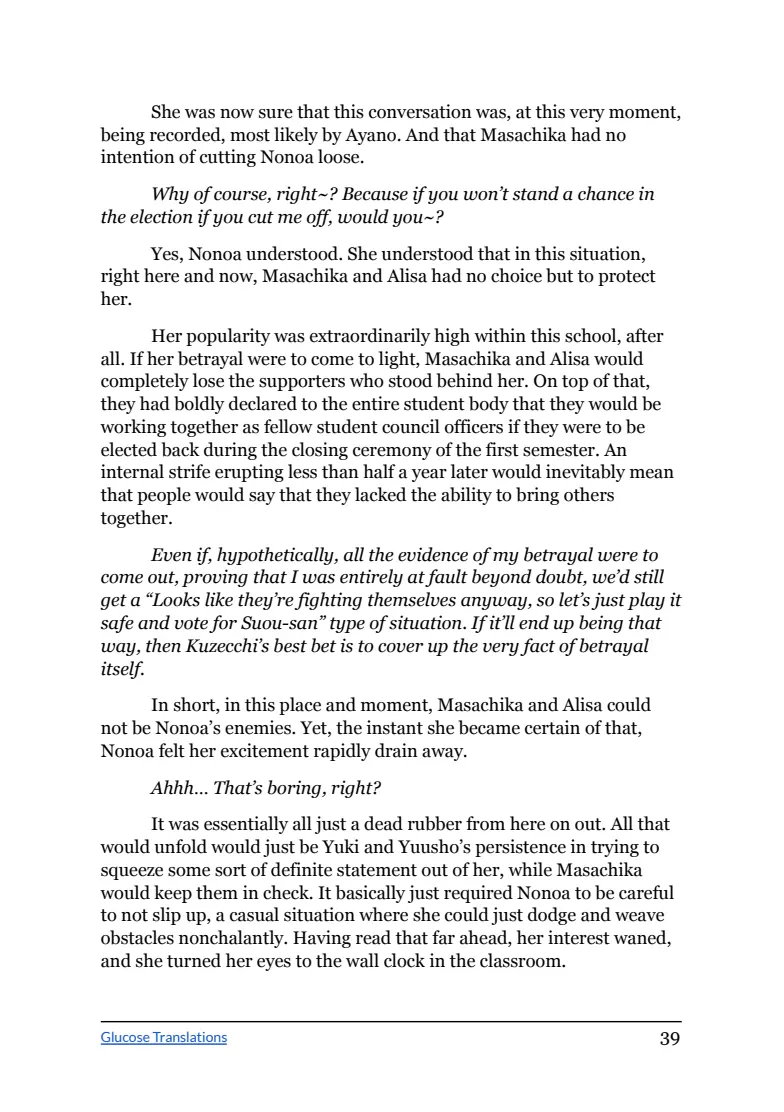 She was now sure that this conversation was, at this very moment,
being recorded, most likely by Ayano. And that Masachika had no
intention of cutting Nonoa loose.
Why of course, right~? Because if you won’t stand a chance in
the election if you cut me off, would you~?
Yes, Nonoa understood. She understood that in this situation,
right here and now, Masachika and Alisa had no choice but to protect
her.
Her popularity was extraordinarily high within this school, after
all. If her betrayal were to come to light, Masachika and Alisa would
completely lose the supporters who stood behind her. On top of that,
they had boldly declared to the entire student body that they would be
working together as fellow student council officers if they were to be
elected back during the closing ceremony of the first semester. An
internal strife erupting less than half a year later would inevitably mean
that people would say that they lacked the ability to bring others
together.
Even if, hypothetically, all the evidence of my betrayal were to
come out, proving that I was entirely at fault beyond doubt, we’d still
get a “Looks like they’re fighting themselves anyway, so let’s just play it
safe and vote for Suou-san” type of situation. If it’ll end up being that
way, then Kuzecchi’s best bet is to cover up the very fact of betrayal
itself.
In short, in this place and moment, Masachika and Alisa could
not be Nonoa’s enemies. Yet, the instant she became certain of that,
Nonoa felt her excitement rapidly drain away.
Ahhh… That’s boring, right?
It was essentially all just a dead rubber from here on out. All that
would unfold would just be Yuki and Yuusho’s persistence in trying to
squeeze some sort of definite statement out of her, while Masachika
would keep them in check. It basically just required Nonoa to be careful
to not slip up, a casual situation where she could just dodge and weave
obstacles nonchalantly. Having read that far ahead, her interest waned,
and she turned her eyes to the wall clock in the classroom.
Glucose Translations
39